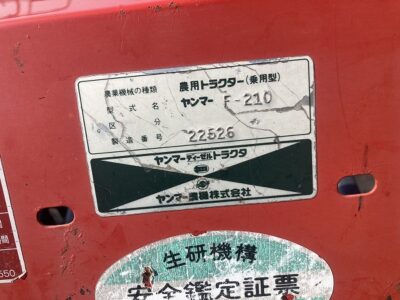 農業機械の種類 農用トラクター(乗用型)
型式名 ヤンマー F-210
区分
製造番号 22526
ヤンマーディーゼルトラクタ
ヤンマー農機株式会社
生研機構
安全鑑定証票
550